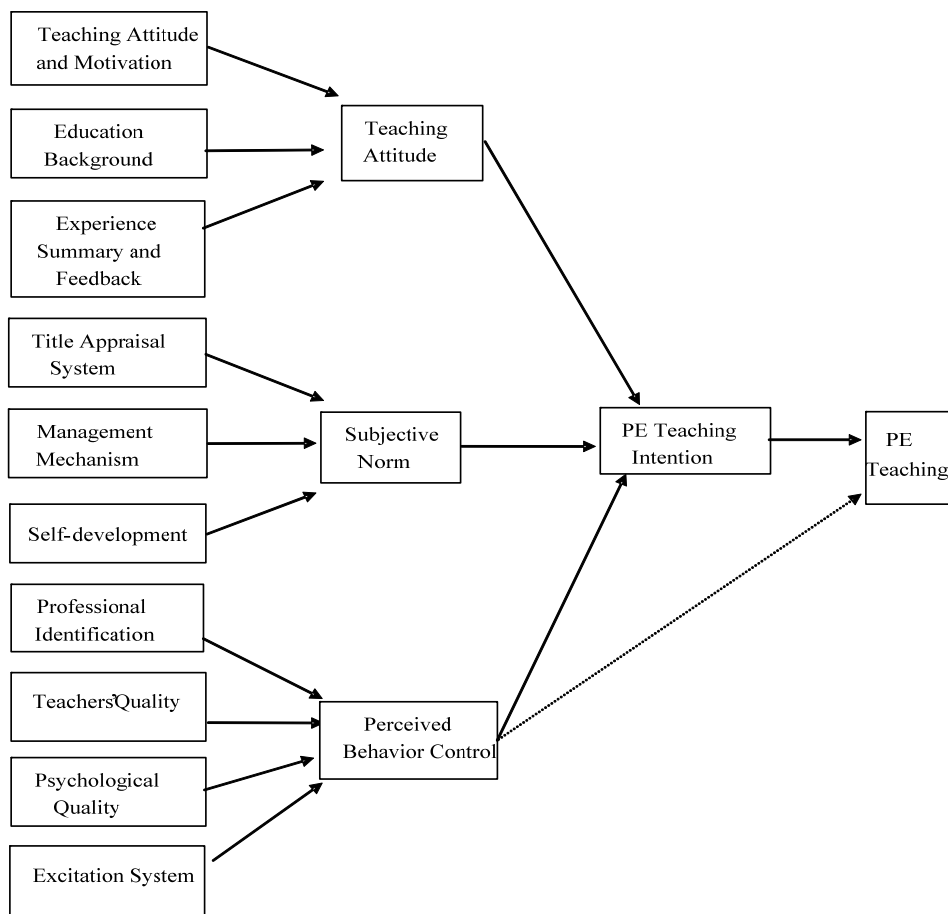 Teaching Attitude
and Motivation
Education
Background
Experience
Summary and
Feedback
Title Appraisal
System
Management
Mechanism
Self-development
Professional
Identification
Teachers’Quality
Psychological
Quality
Excitation System
Teaching
Attitude
Subjective
Norm
Perceived
Behavior Control
PE Teaching
Intention
PE
Teaching